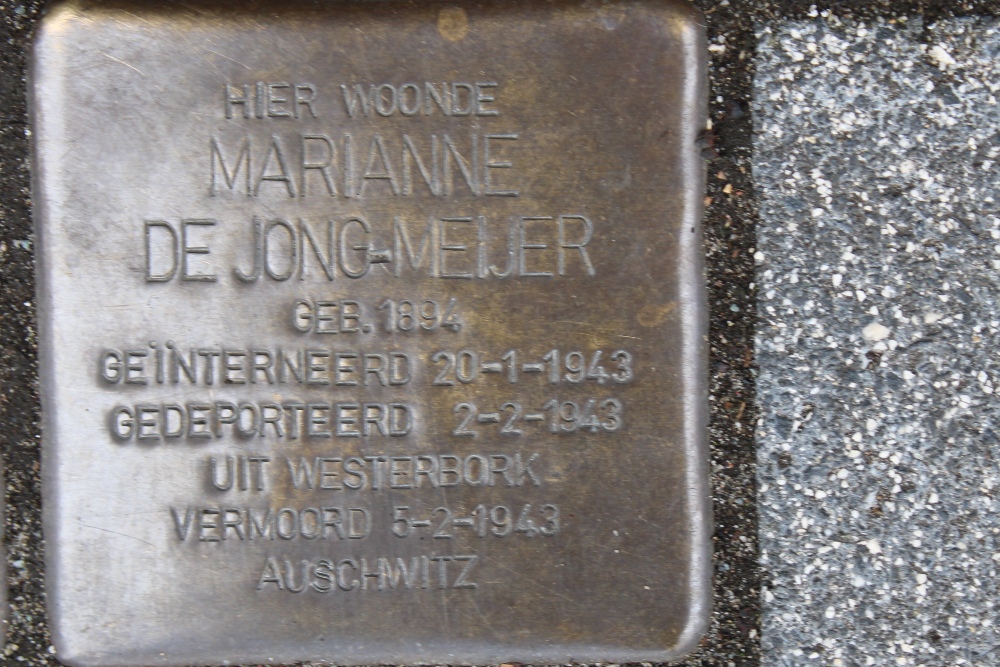 HIER WOONDE
MARIANNE
DE JONG-MEIJER
GEB. 1894
GEÏNTERNEERD 20-1-1943
GEDEPORTEERD 2-2-1943
UIT WESTERBORK
VERMOORD 5-2-1943
AUSCHWITZ